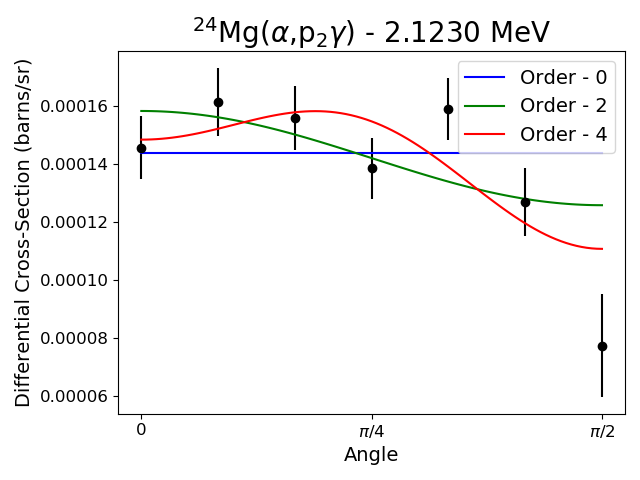 ²⁴Mg(α,p₂γ) - 2.1230 MeV
Differential Cross-Section (barns/sr)
0.00016
0.00014
0.00012
0.00010
0.00008
0.00006
Order - 0
Order - 2
Order - 4
0
π/4
π/2
Angle